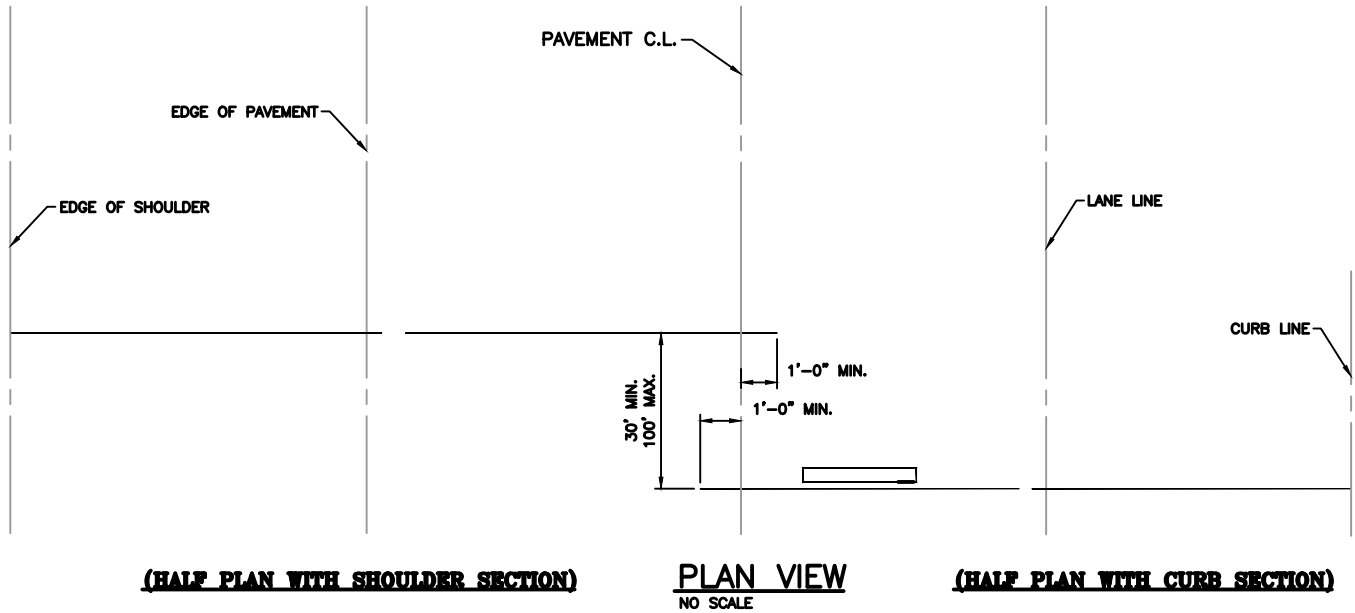 PAVEMENT C.L.
EDGE OF PAVEMENT
EDGE OF SHOULDER
LANE LINE
CURB LINE
1'-0" MIN.
30' MIN.
100' MAX.
1'-0" MIN.
(HALF PLAN WITH SHOULDER SECTION)
PLAN VIEW
NO SCALE
(HALF PLAN WITH CURB SECTION)